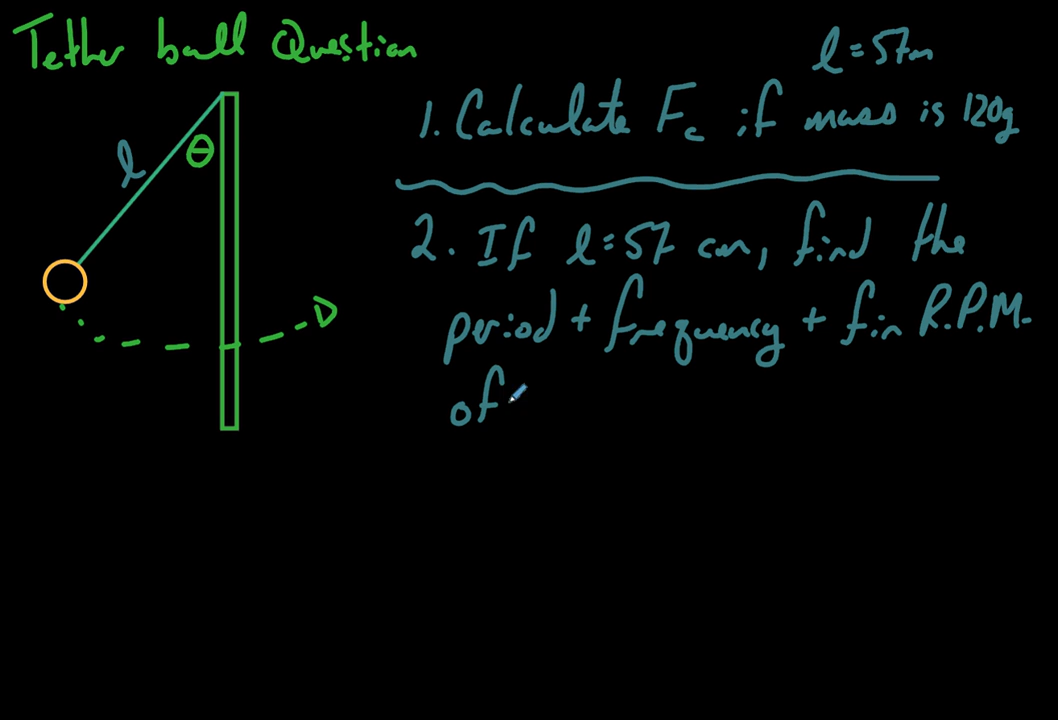 Tether ball Question
l = 57m
1. Calculate Fc if mass is 120g
l
θ
2. If l = 57 cm, find the
period + frequency + f in R.P.M.
of